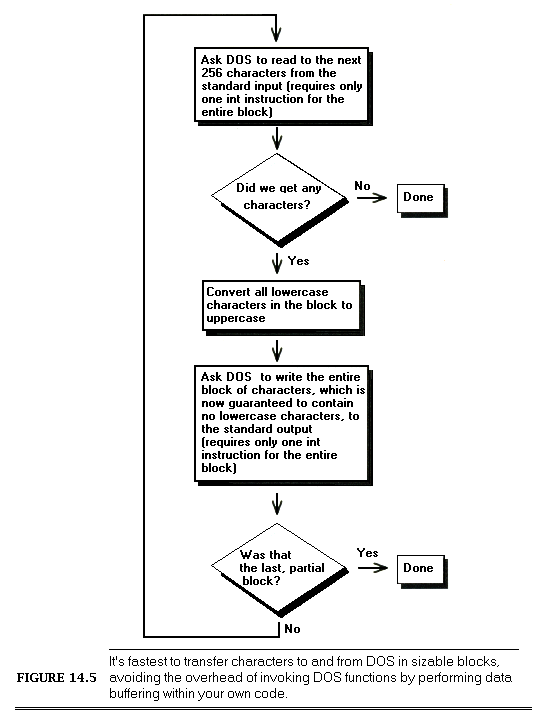 Ask DOS to read to the next
256 characters from the
standard input (requires only
one int instruction for the
entire block)
Did we get any
characters?
No
Done
Yes
Convert all lowercase
characters in the block to
uppercase
Ask DOS to write the entire
block of characters, which is
now guaranteed to contain
no lowercase characters, to
the standard output
(requires only one int
instruction for the entire
block)
Was that
the last, partial
block?
Yes
Done
No
FIGURE 14.5
It's fastest to transfer characters to and from DOS in sizable blocks,
avoiding the overhead of invoking DOS functions by performing data
buffering within your own code.